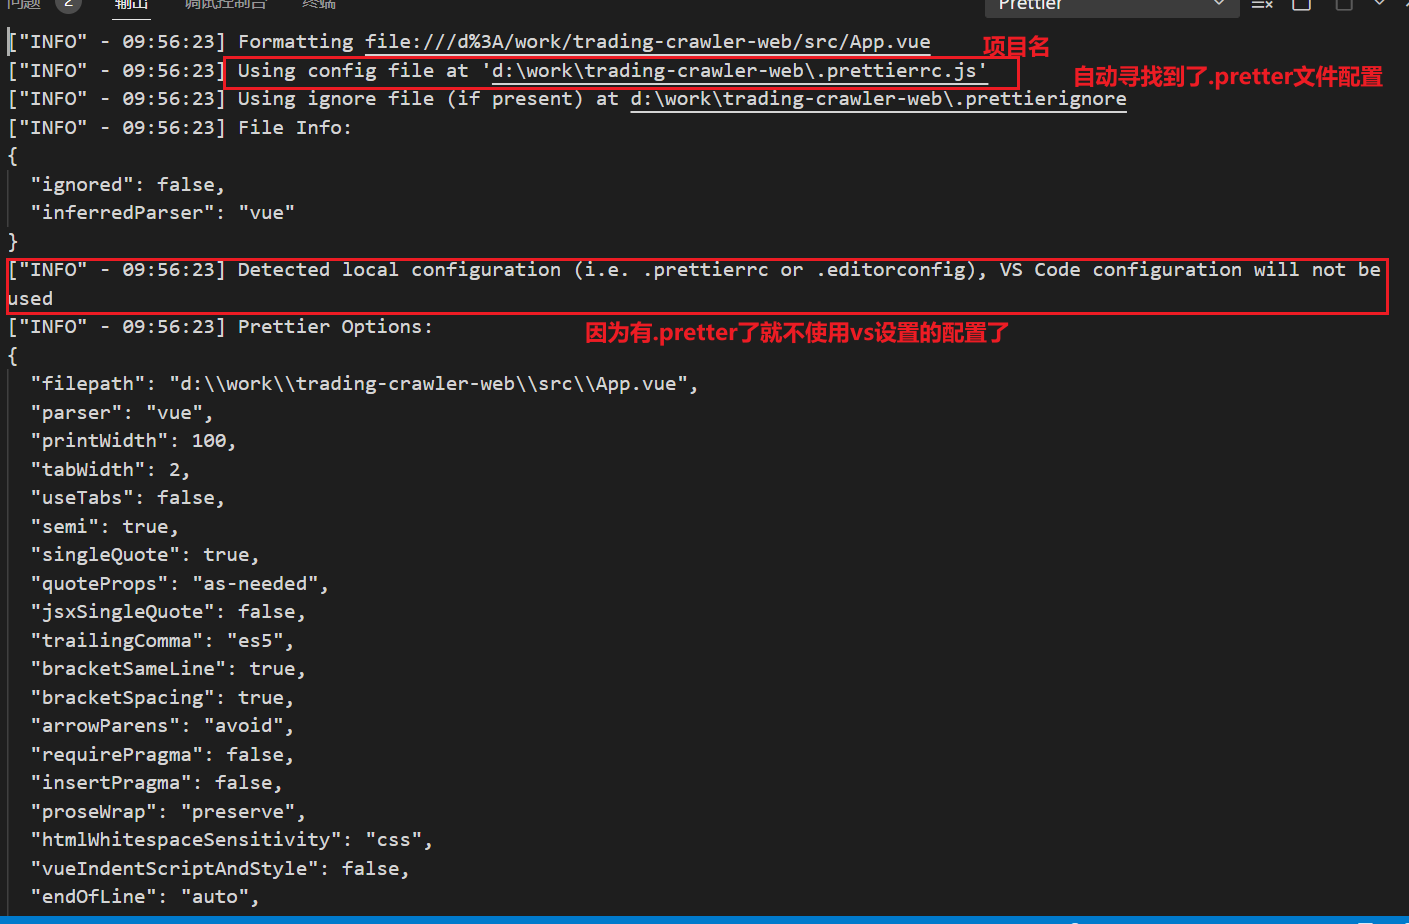 问题 2 输出 调试控制台 终端 Prettier
["INFO" - 09:56:23] Formatting file:///d%3A/work/trading-crawler-web/src/App.vue
项目名
["INFO" - 09:56:23] Using config file at 'd:\work\trading-crawler-web\.prettierrc.js'
自动寻找到了.pretter文件配置
["INFO" - 09:56:23] Using ignore file (if present) at d:\work\trading-crawler-web\.prettierignore
["INFO" - 09:56:23] File Info:
{
"ignored": false,
"inferredParser": "vue"
}
["INFO" - 09:56:23] Detected local configuration (i.e. .prettierrc or .editorconfig), VS Code configuration will not be
used
["INFO" - 09:56:23] Prettier Options:
因为有.pretter了就不使用vs设置的配置了
{
"filepath": "d:\\work\\trading-crawler-web\\src\\App.vue",
"parser": "vue",
"printWidth": 100,
"tabWidth": 2,
"useTabs": false,
"semi": true,
"singleQuote": true,
"quoteProps": "as-needed",
"jsxSingleQuote": false,
"trailingComma": "es5",
"bracketSameLine": true,
"bracketSpacing": true,
"arrowParens": "avoid",
"requirePragma": false,
"insertPragma": false,
"proseWrap": "preserve",
"htmlWhitespaceSensitivity": "css",
"vueIndentScriptAndStyle": false,
"endOfLine": "auto",